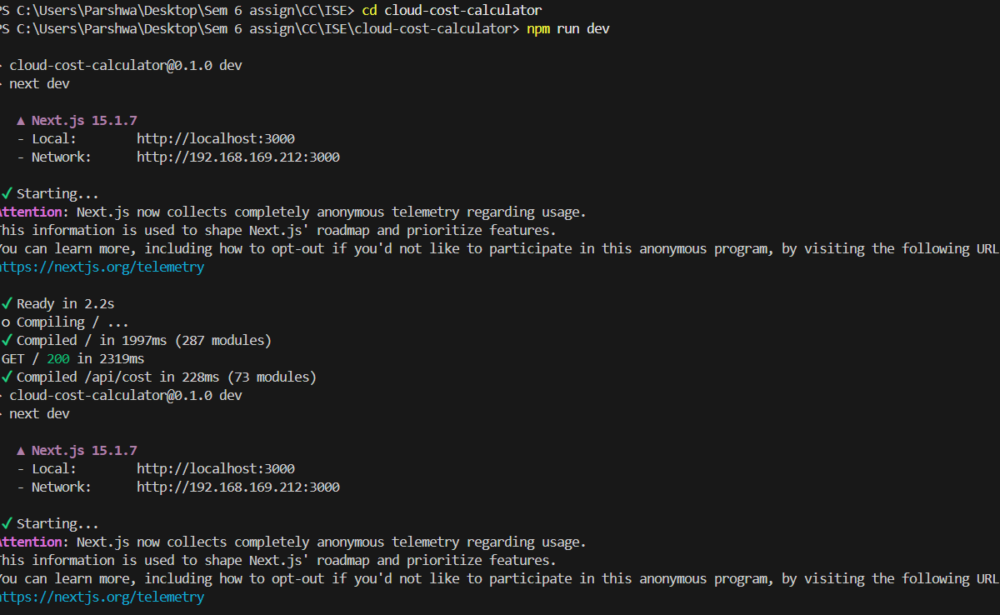 PS C:\Users\Parshwa\Desktop\Sem 6 assign\CC\ISE> cd cloud-cost-calculator
PS C:\Users\Parshwa\Desktop\Sem 6 assign\CC\ISE\cloud-cost-calculator> npm run dev
> cloud-cost-calculator@0.1.0 dev
> next dev
▲ Next.js 15.1.7
- Local: http://localhost:3000
- Network: http://192.168.169.212:3000
✓ Starting...
Attention: Next.js now collects completely anonymous telemetry regarding usage.
This information is used to shape Next.js' roadmap and prioritize features.
You can learn more, including how to opt-out if you'd not like to participate in this anonymous program, by visiting the following URL
https://nextjs.org/telemetry
✓ Ready in 2.2s
○ Compiling / ...
✓ Compiled / in 1997ms (287 modules)
GET / 200 in 2319ms
✓ Compiled /api/cost in 228ms (73 modules)
> cloud-cost-calculator@0.1.0 dev
> next dev
▲ Next.js 15.1.7
- Local: http://localhost:3000
- Network: http://192.168.169.212:3000
✓ Starting...
Attention: Next.js now collects completely anonymous telemetry regarding usage.
This information is used to shape Next.js' roadmap and prioritize features.
You can learn more, including how to opt-out if you'd not like to participate in this anonymous program, by visiting the following URL
https://nextjs.org/telemetry